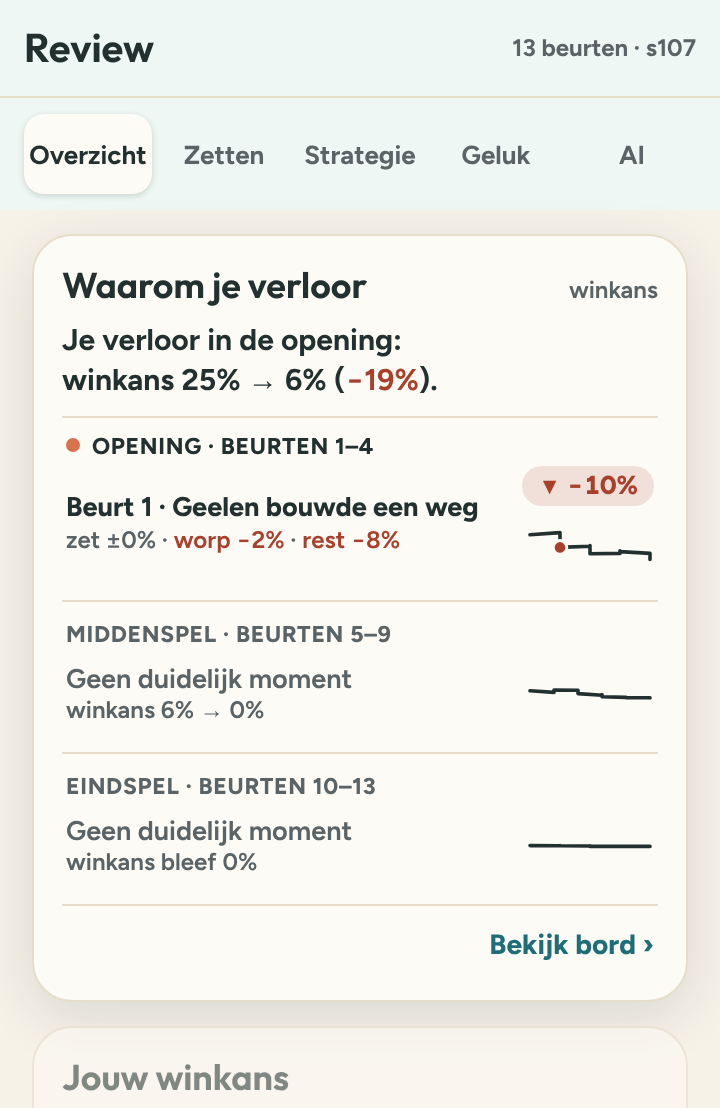 Review
13 beurten · s107
Overzicht
Zetten
Strategie
Geluk
AI
Waarom je verloor
winkans
Je verloor in de opening:
winkans 25% → 6% (−19%).
OPENING · BEURTEN 1–4
▼ −10%
Beurt 1 · Geelen bouwde een weg
zet ±0% · worp −2% · rest −8%
MIDDENSPEL · BEURTEN 5–9
Geen duidelijk moment
winkans 6% → 0%
EINDSPEL · BEURTEN 10–13
Geen duidelijk moment
winkans bleef 0%
Bekijk bord ›
Jouw winkans